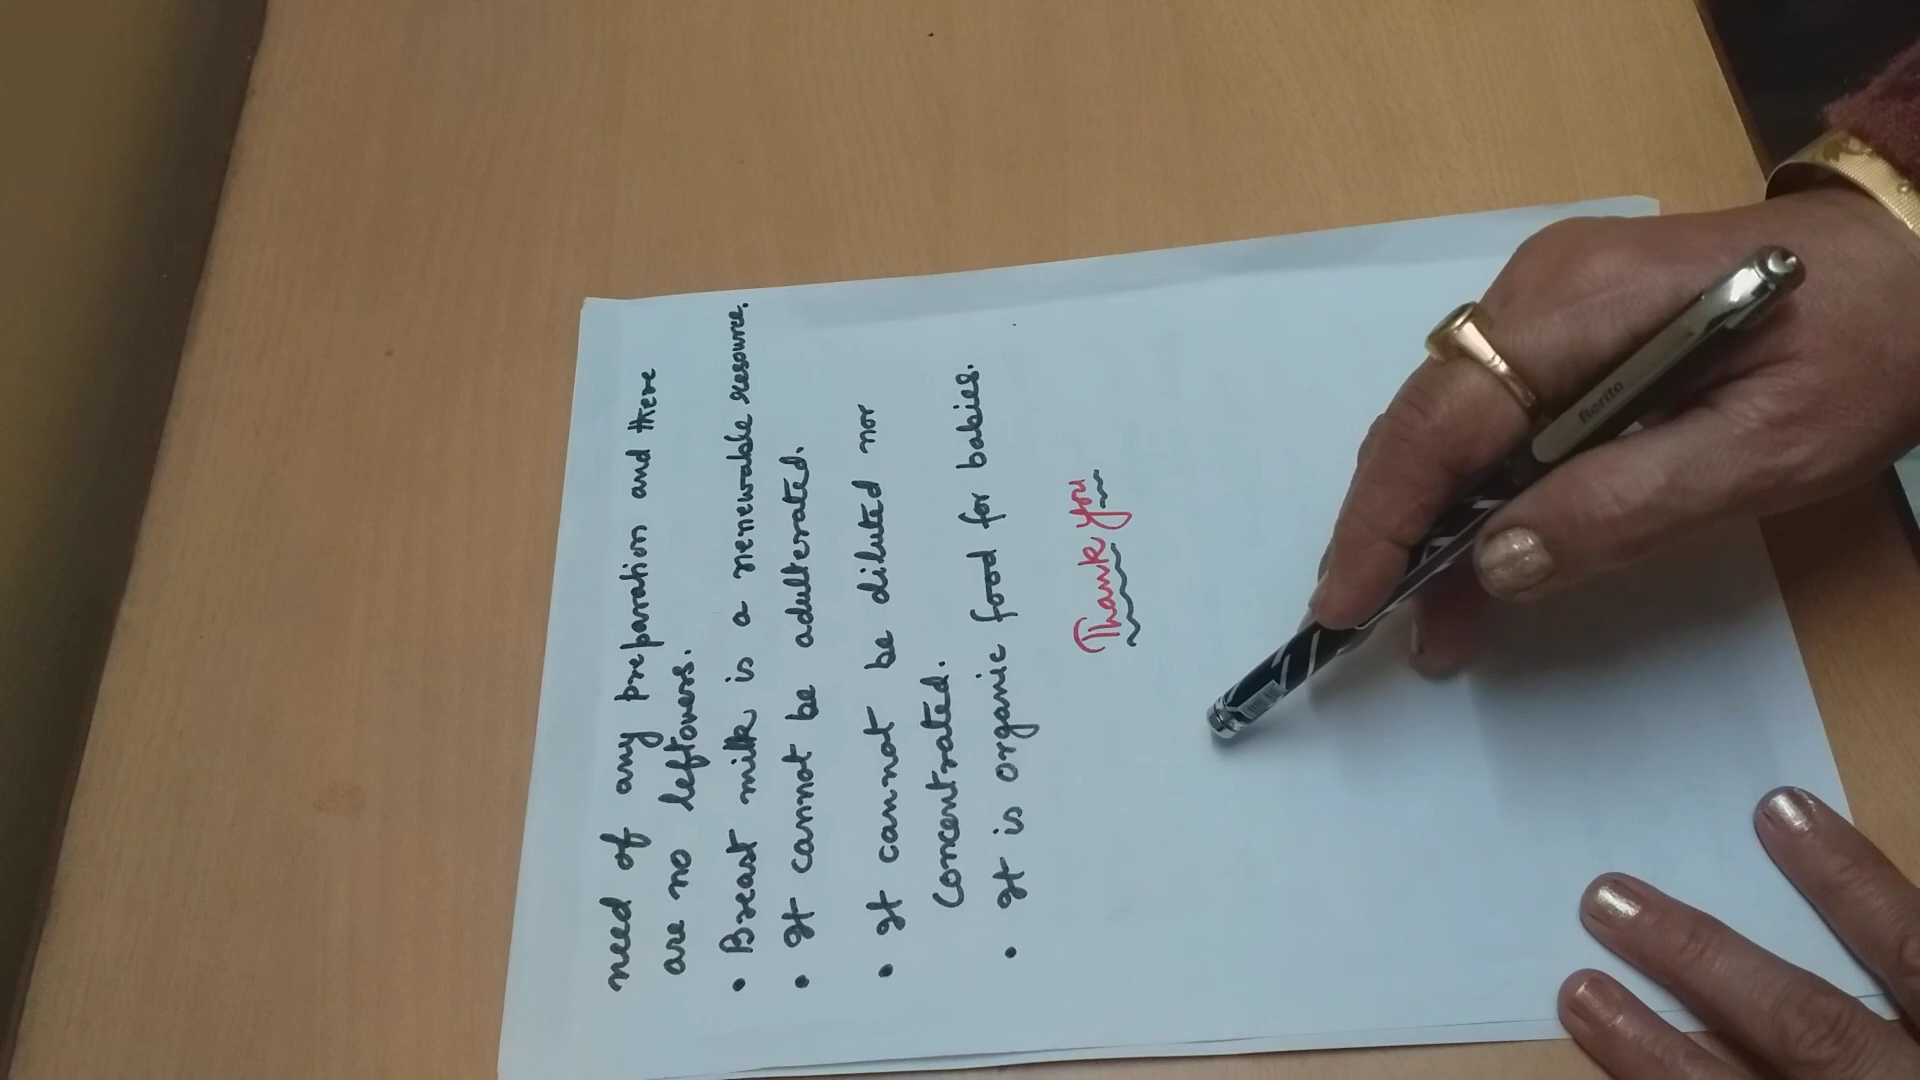 need of any preparation and there
are no leftovers.
• Breast milk is a renewable resource.
• It cannot be adulterated.
• It cannot be diluted nor
concentrated.
• It is organic food for babies.
Thank you
Rorito